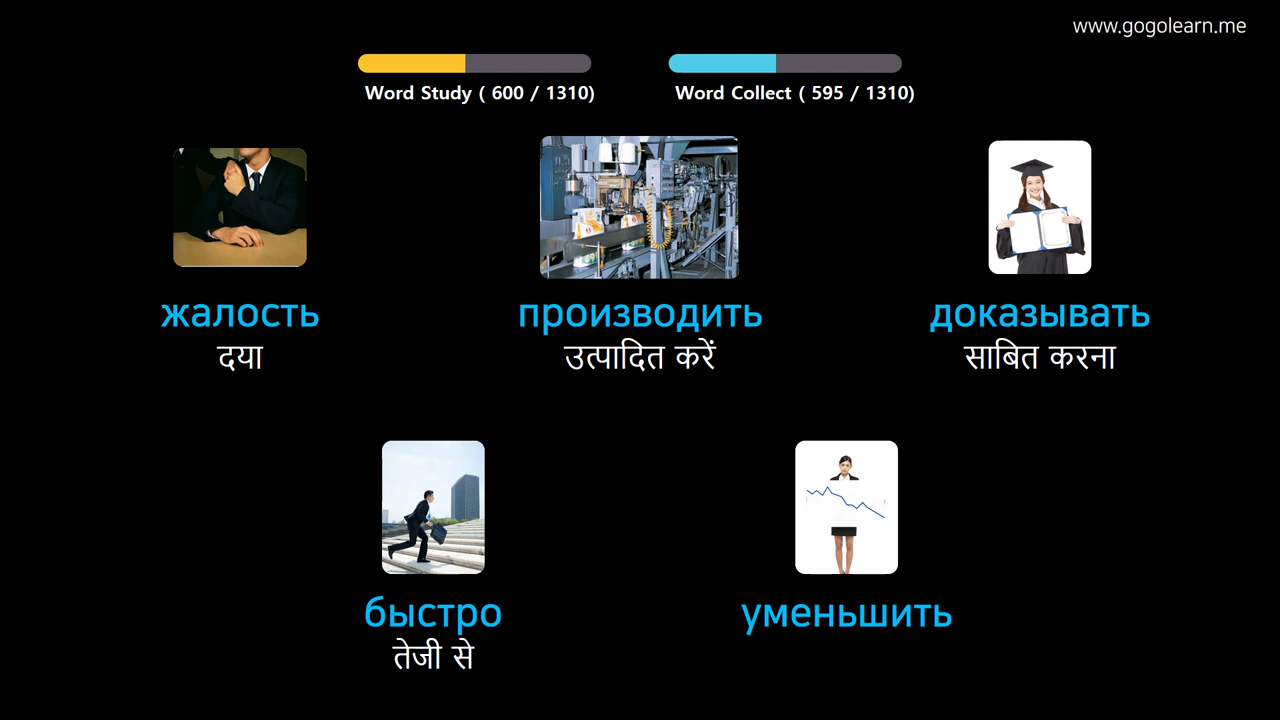 www.gogolearn.me
Word Study ( 600 / 1310)
Word Collect ( 595 / 1310)
жалость
दया
производить
उत्पादित करें
доказывать
साबित करना
быстро
तेजी से
уменьшить